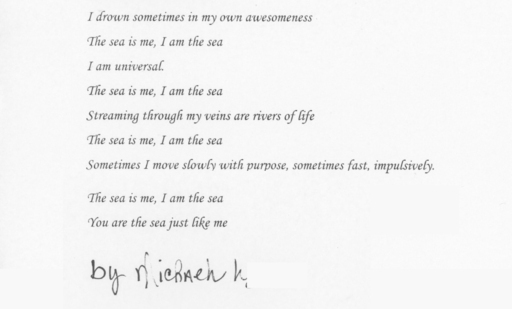 I drown sometimes in my own awesomeness
The sea is me, I am the sea
I am universal.
The sea is me, I am the sea
Streaming through my veins are rivers of life
The sea is me, I am the sea
Sometimes I move slowly with purpose, sometimes fast, impulsively.
The sea is me, I am the sea
You are the sea just like me
by Michael K.